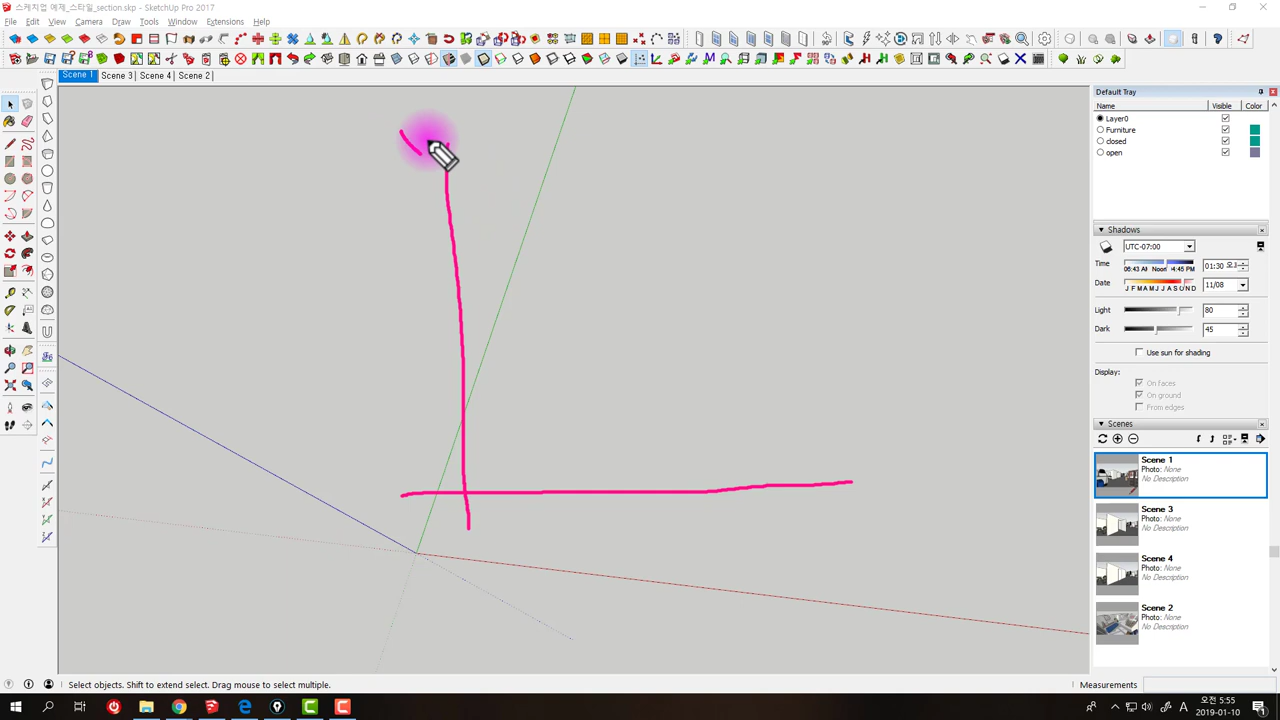 스케치업 예제_스타일_section.skp - SketchUp Pro 2017
File Edit View Camera Draw Tools Window Extensions Help
Scene 1 Scene 3 Scene 4 Scene 2
Default Tray
Name Visible Color
Layer0
Furniture
closed
open
Shadows
UTC-07:00
Time
06:43 AM Noon 4:45 PM
01:30 오후
Date
J F M A M J J A S O N D
11/08
Light 80
Dark 45
Use sun for shading
Display:
On faces
On ground
From edges
Scenes
Scene 1
Photo: None
No Description
Scene 3
Photo: None
No Description
Scene 4
Photo: None
No Description
Scene 2
Photo: None
No Description
Select objects. Shift to extend select. Drag mouse to select multiple.
Measurements
A
오전 5:55
2019-01-10